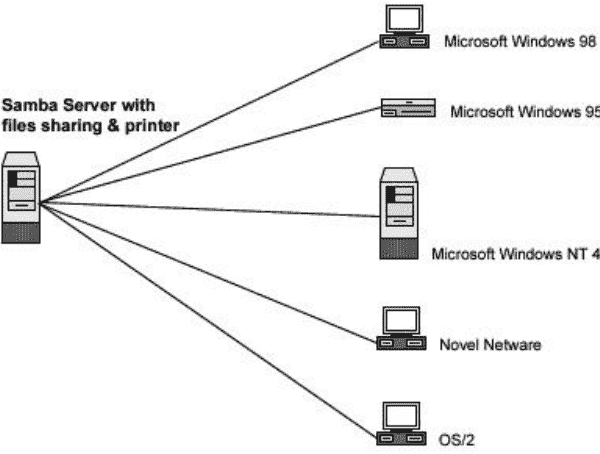 Microsoft Windows 98
Samba Server with
files sharing & printer
Microsoft Windows 95
Microsoft Windows NT 4
Novel Netware
OS/2